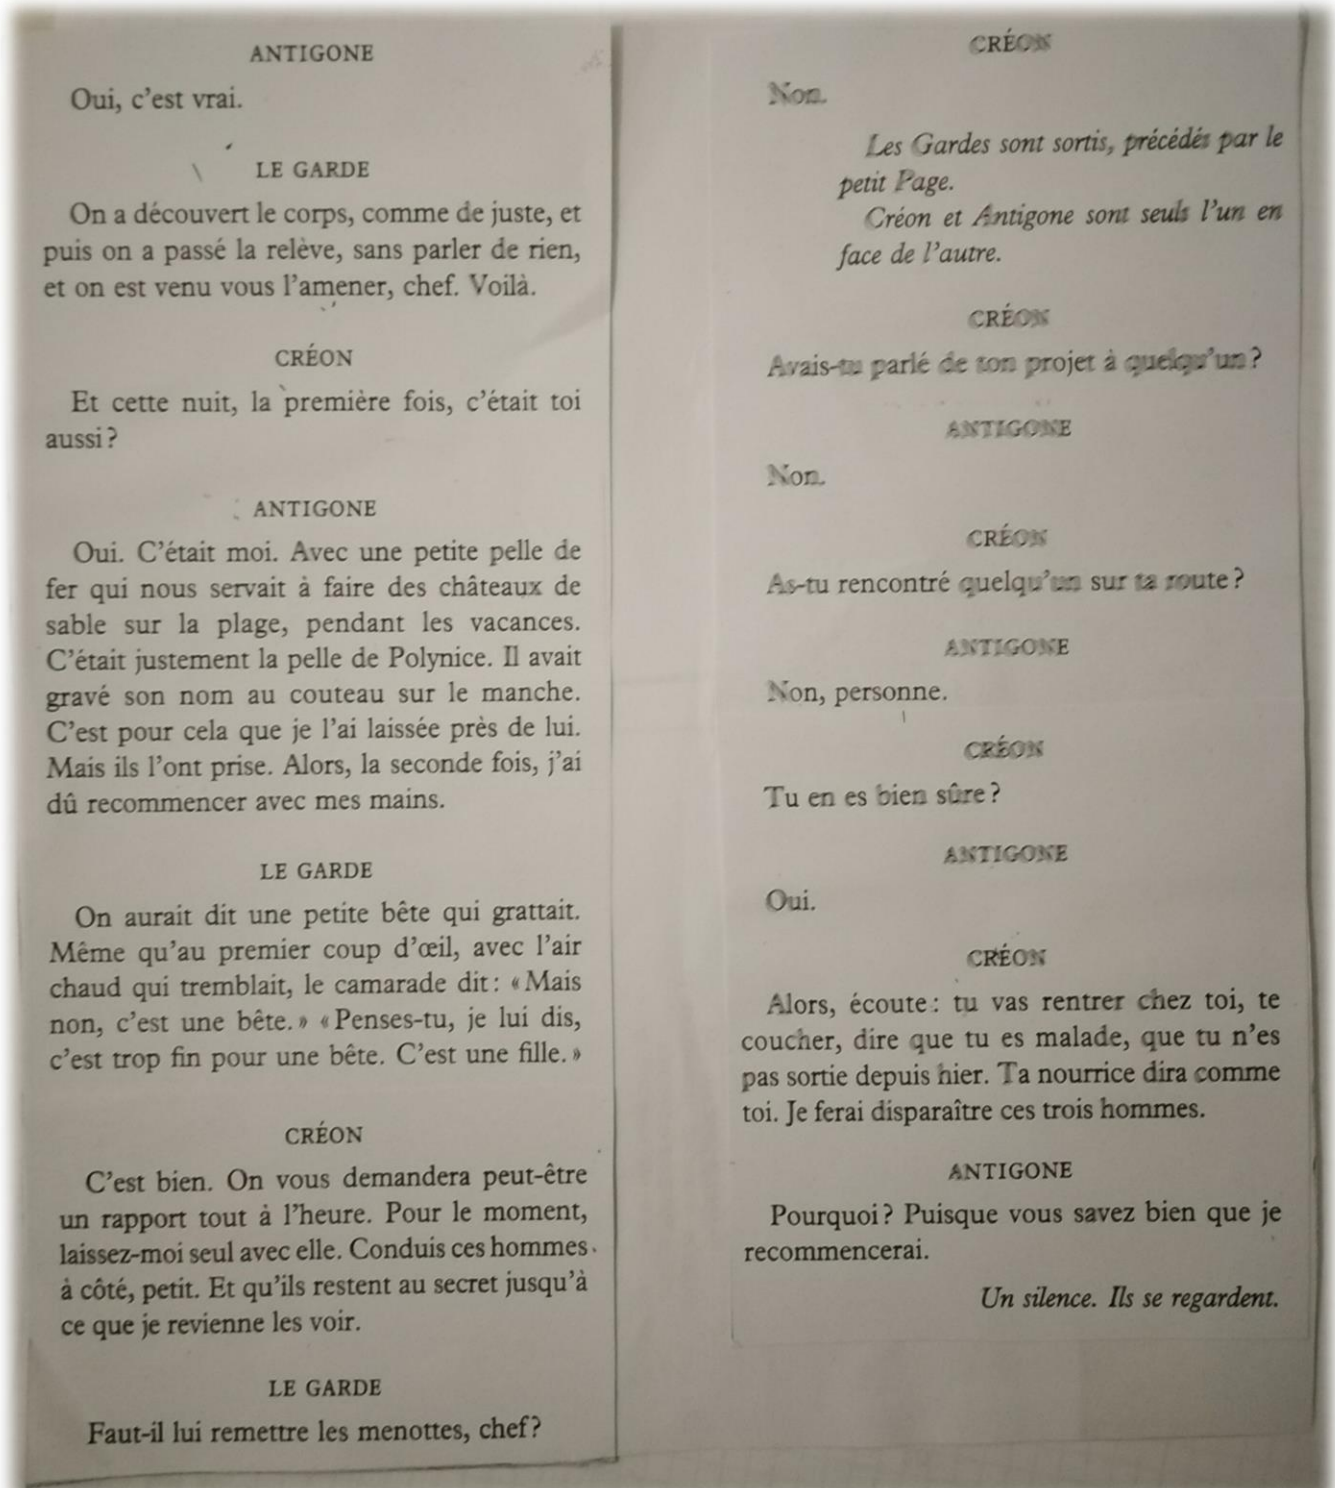 ANTIGONE
Oui, c'est vrai.
LE GARDE
On a découvert le corps, comme de juste, et
puis on a passé la relève, sans parler de rien,
et on est venu vous l'amener, chef. Voilà.
CRÉON
Et cette nuit, la première fois, c'était toi
aussi ?
ANTIGONE
Oui. C'était moi. Avec une petite pelle de
fer qui nous servait à faire des châteaux de
sable sur la plage, pendant les vacances.
C'était justement la pelle de Polynice. Il avait
gravé son nom au couteau sur le manche.
C'est pour cela que je l'ai laissée près de lui.
Mais ils l'ont prise. Alors, la seconde fois, j'ai
dû recommencer avec mes mains.
LE GARDE
On aurait dit une petite bête qui grattait.
Même qu'au premier coup d'œil, avec l'air
chaud qui tremblait, le camarade dit : « Mais
non, c'est une bête. » « Penses-tu, je lui dis,
c'est trop fin pour une bête. C'est une fille. »
CRÉON
C'est bien. On vous demandera peut-être
un rapport tout à l'heure. Pour le moment,
laissez-moi seul avec elle. Conduis ces hommes
à côté, petit. Et qu'ils restent au secret jusqu'à
ce que je revienne les voir.
LE GARDE
Faut-il lui remettre les menottes, chef ?
CRÉON
Non.
Les Gardes sont sortis, précédés par le
petit Page.
Créon et Antigone sont seuls l'un en
face de l'autre.
CRÉON
Avais-tu parlé de ton projet à quelqu'un ?
ANTIGONE
Non.
CRÉON
As-tu rencontré quelqu'un sur ta route ?
ANTIGONE
Non, personne.
CRÉON
Tu en es bien sûre ?
ANTIGONE
Oui.
CRÉON
Alors, écoute : tu vas rentrer chez toi, te
coucher, dire que tu es malade, que tu n'es
pas sortie depuis hier. Ta nourrice dira comme
toi. Je ferai disparaître ces trois hommes.
ANTIGONE
Pourquoi ? Puisque vous savez bien que je
recommencerai.
Un silence. Ils se regardent.